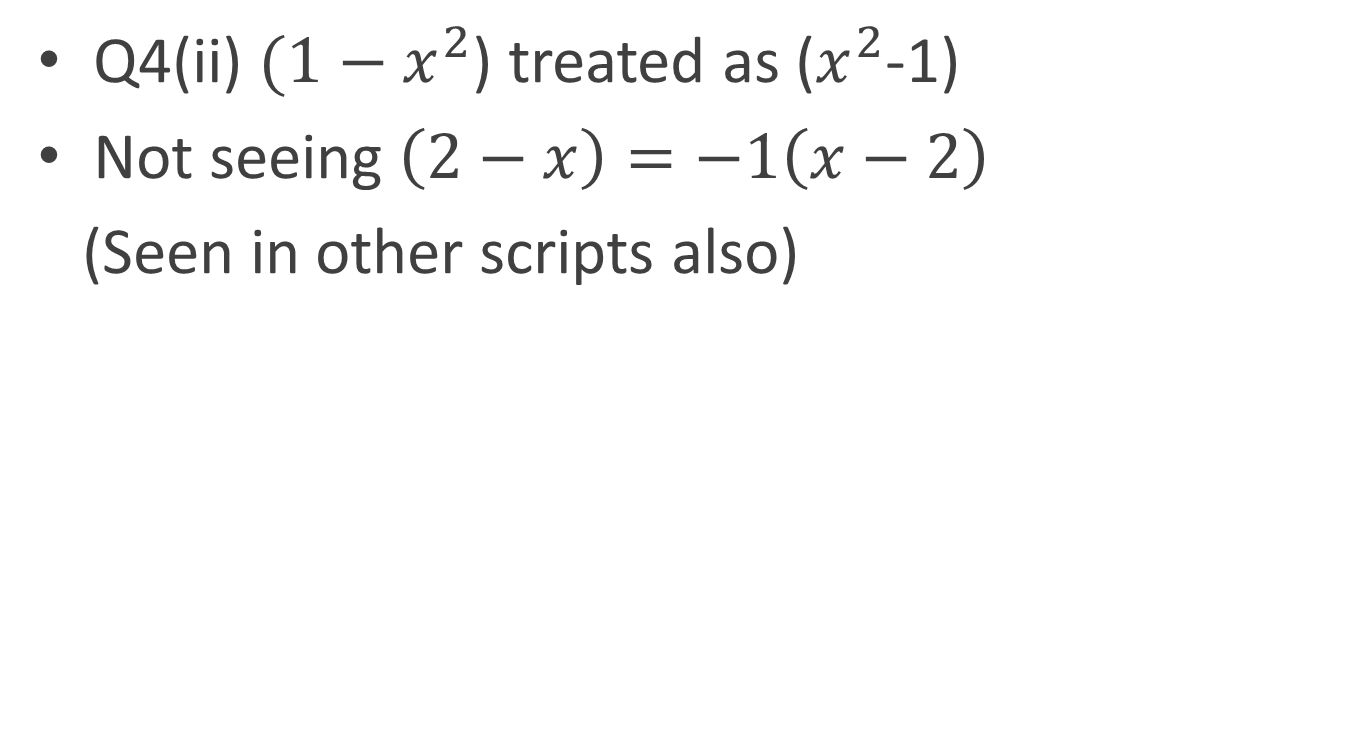 • Q4(ii) (1 − x²) treated as (x²-1)
• Not seeing (2 − x) = −1(x − 2)
(Seen in other scripts also)